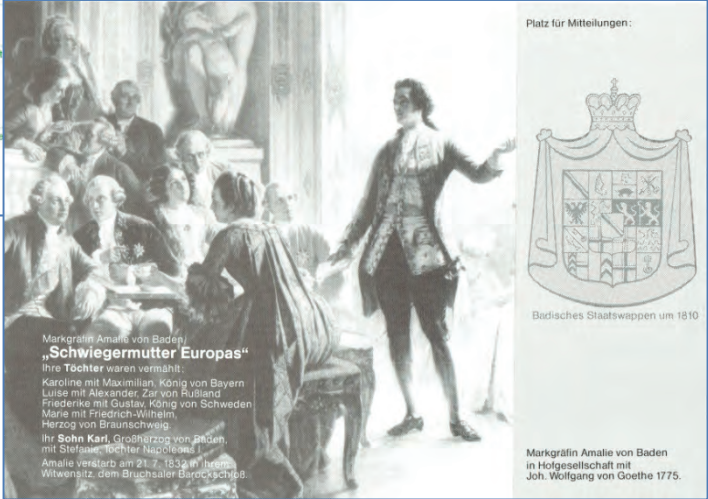 Markgräfin Amalie von Baden,
„Schwiegermutter Europas“
Ihre Töchter waren vermählt:
Karoline mit Maximilian, König von Bayern
Luise mit Alexander, Zar von Rußland
Friederike mit Gustav, König von Schweden
Marie mit Friedrich-Wilhelm,
Herzog von Braunschweig.
Ihr Sohn Karl, Großherzog von Baden,
mit Stefanie, Tochter Napoleons I.
Amalie verstarb am 21. 7. 1832 in ihrem
Witwensitz, dem Bruchsaler Barockschloß.
Platz für Mitteilungen:
Badisches Staatswappen um 1810
Markgräfin Amalie von Baden
in Hofgesellschaft mit
Joh. Wolfgang von Goethe 1775.